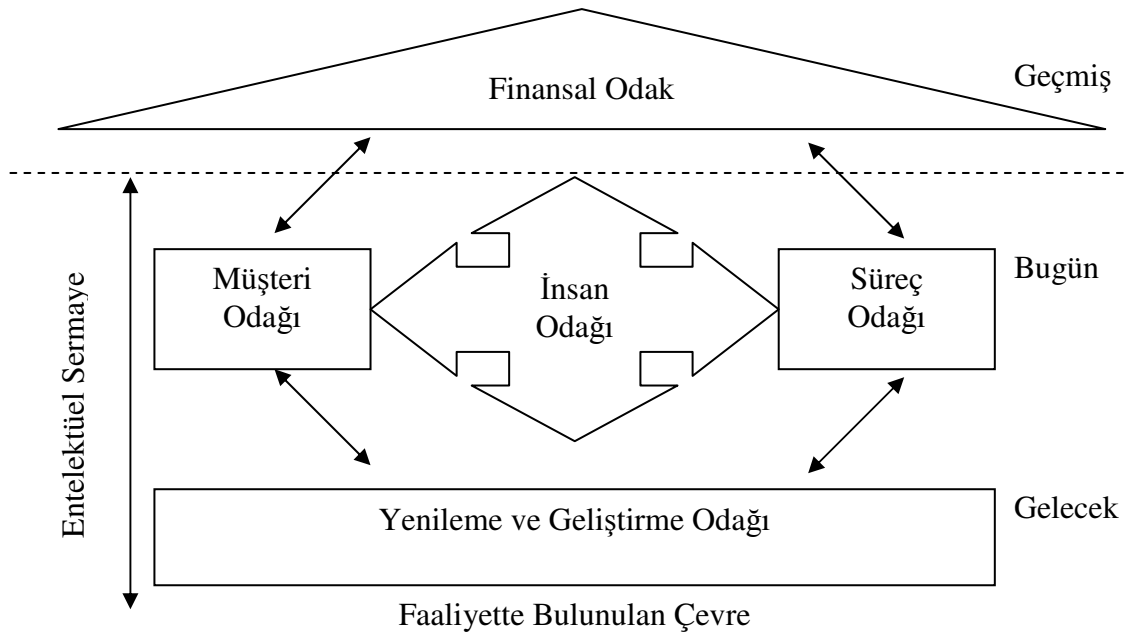 Finansal Odak
Geçmiş
Müşteri
Odağı
İnsan
Odağı
Süreç
Odağı
Bugün
Entelektüel Sermaye
Yenileme ve Geliştirme Odağı
Gelecek
Faaliyette Bulunulan Çevre